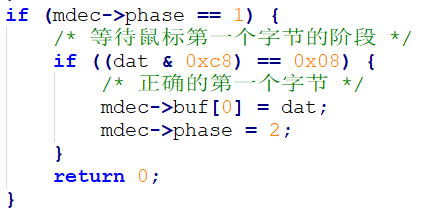 if (mdec->phase == 1) {
    /* 等待鼠标第一个字节的阶段 */
    if ((dat & 0xc8) == 0x08) {
        /* 正确的第一个字节 */
        mdec->buf[0] = dat;
        mdec->phase = 2;
    }
    return 0;
}